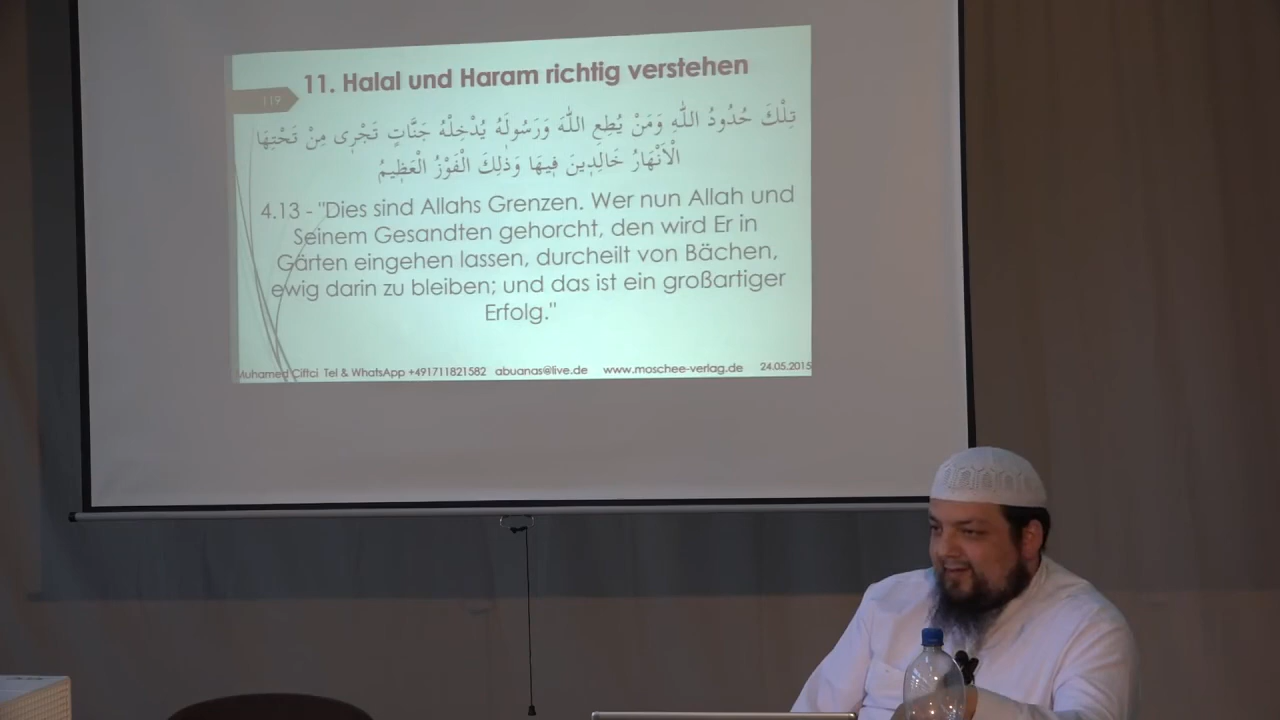 11. Halal und Haram richtig verstehen
119
تِلْكَ حُدُودُ اللّٰهِ وَمَنْ يُطِعِ اللّٰهَ وَرَسُولَهُ يُدْخِلْهُ جَنَّاتٍ تَجْرٖى مِنْ تَحْتِهَا
الْاَنْهَارُ خَالِدٖينَ فٖيهَا وَذٰلِكَ الْفَوْزُ الْعَظٖيمُ
4.13 - "Dies sind Allahs Grenzen. Wer nun Allah und
Seinem Gesandten gehorcht, den wird Er in
Gärten eingehen lassen, durcheilt von Bächen,
ewig darin zu bleiben; und das ist ein großartiger
Erfolg."
Muhamed Ciftci Tel & WhatsApp +491711821582 abuanas@live.de www.moschee-verlag.de 24.05.2015